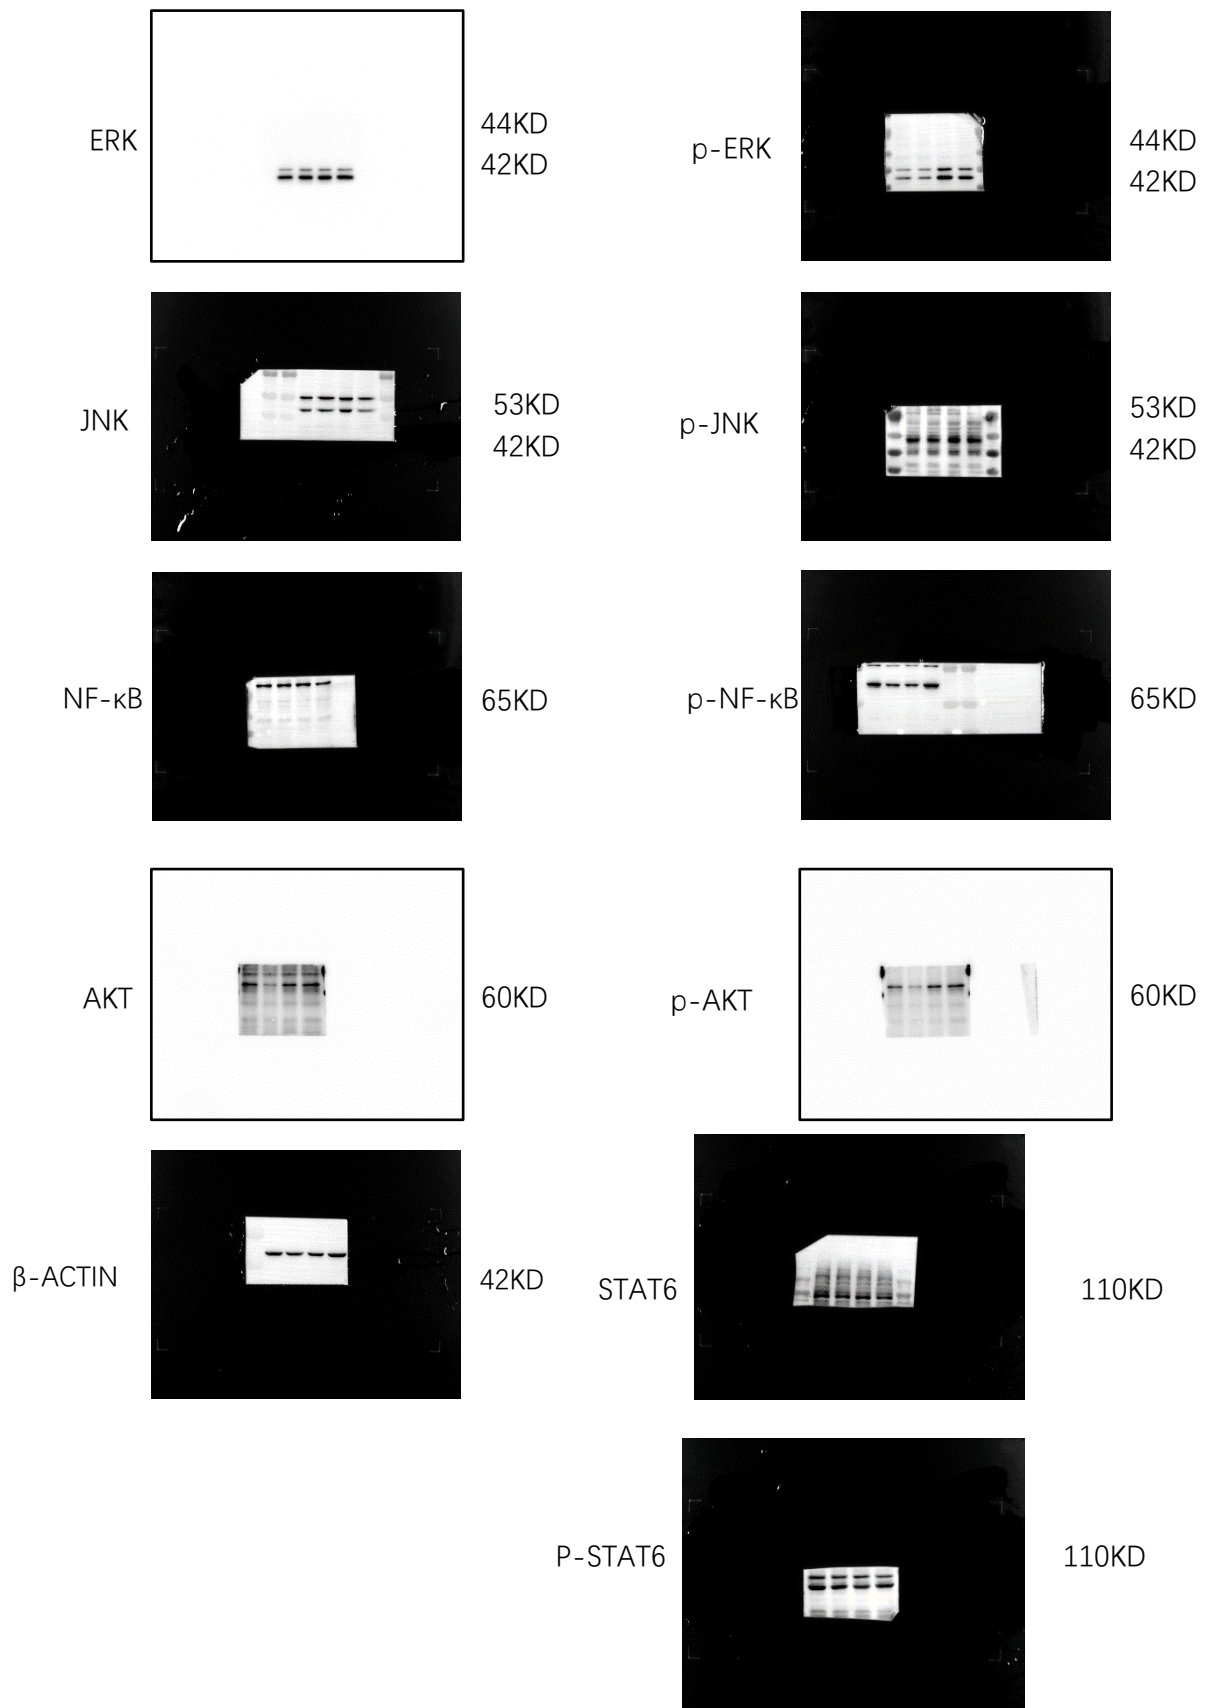 ERK
44KD
42KD
p-ERK
44KD
42KD
JNK
53KD
42KD
p-JNK
53KD
42KD
NF-κB
65KD
p-NF-κB
65KD
AKT
60KD
p-AKT
60KD
β-ACTIN
42KD
STAT6
110KD
P-STAT6
110KD